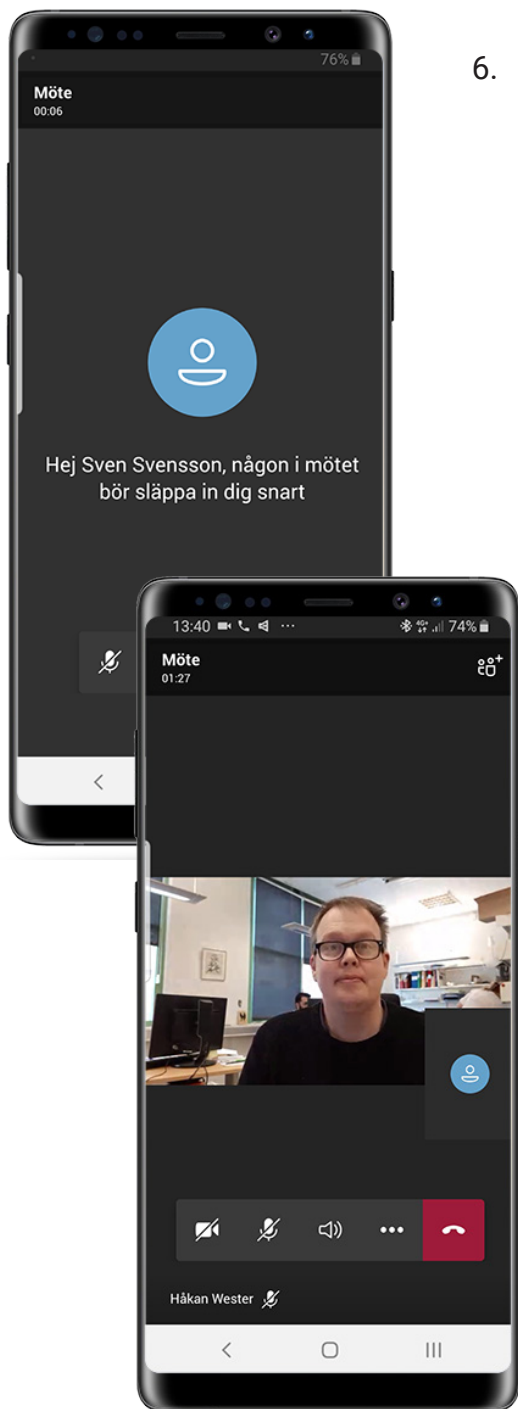 6.
76%
Möte
00:06
Hej Sven Svensson, någon i mötet
bör släppa in dig snart
13:40 74%
Möte
01:27
Håkan Wester